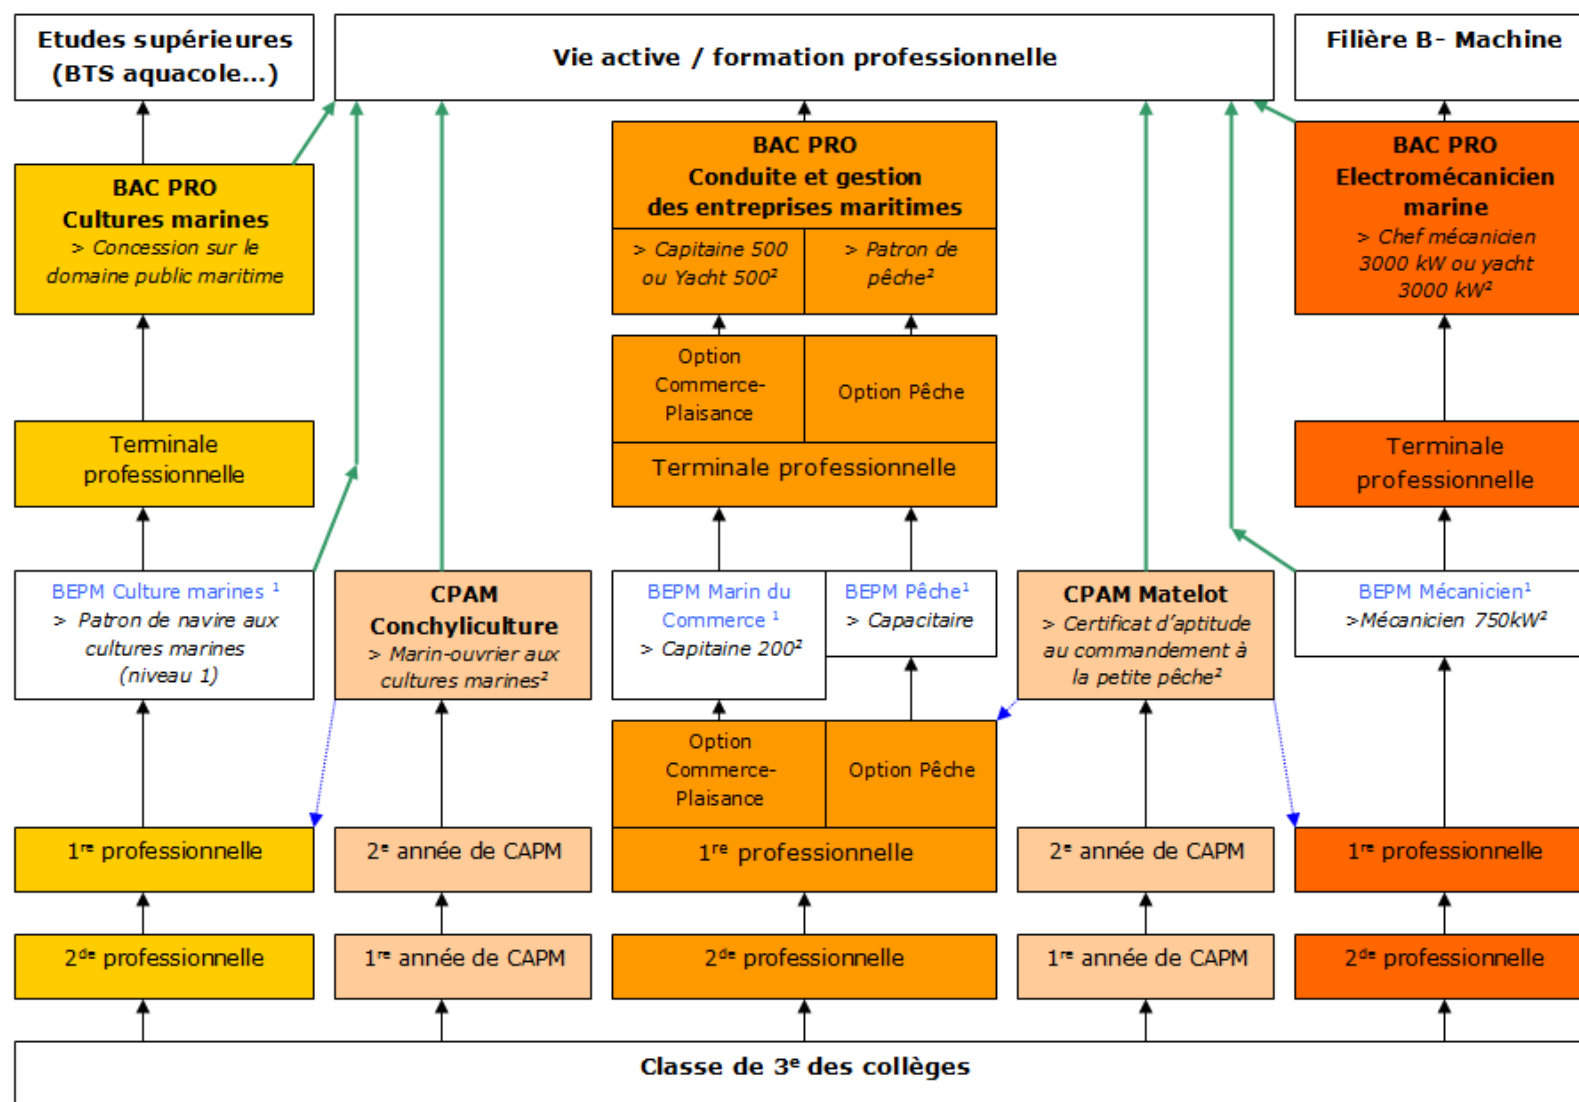 Etudes supérieures
(BTS aquacole...)
Vie active / formation professionnelle
Filière B- Machine
BAC PRO
Cultures marines
> Concession sur le
domaine public maritime
BAC PRO
Conduite et gestion
des entreprises maritimes
> Capitaine 500
ou Yacht 500²
> Patron de
pêche²
BAC PRO
Electromécanicien
marine
> Chef mécanicien
3000 kW ou yacht
3000 kW²
Option
Commerce-
Plaisance
Option Pêche
Terminale
professionnelle
Terminale professionnelle
Terminale
professionnelle
BEPM Culture marines ¹
> Patron de navire aux
cultures marines
(niveau 1)
CPAM
Conchyliculture
> Marin-ouvrier aux
cultures marines²
BEPM Marin du
Commerce ¹
> Capitaine 200²
BEPM Pêche¹
> Capacitaire
CPAM Matelot
> Certificat d'aptitude
au commandement à
la petite pêche²
BEPM Mécanicien¹
>Mécanicien 750kW²
Option
Commerce-
Plaisance
Option Pêche
1ʳᵉ professionnelle
2ᵉ année de CAPM
1ʳᵉ professionnelle
2ᵉ année de CAPM
1ʳᵉ professionnelle
2ᵈᵉ professionnelle
1ʳᵉ année de CAPM
2ᵈᵉ professionnelle
1ʳᵉ année de CAPM
2ᵈᵉ professionnelle
Classe de 3ᵉ des collèges